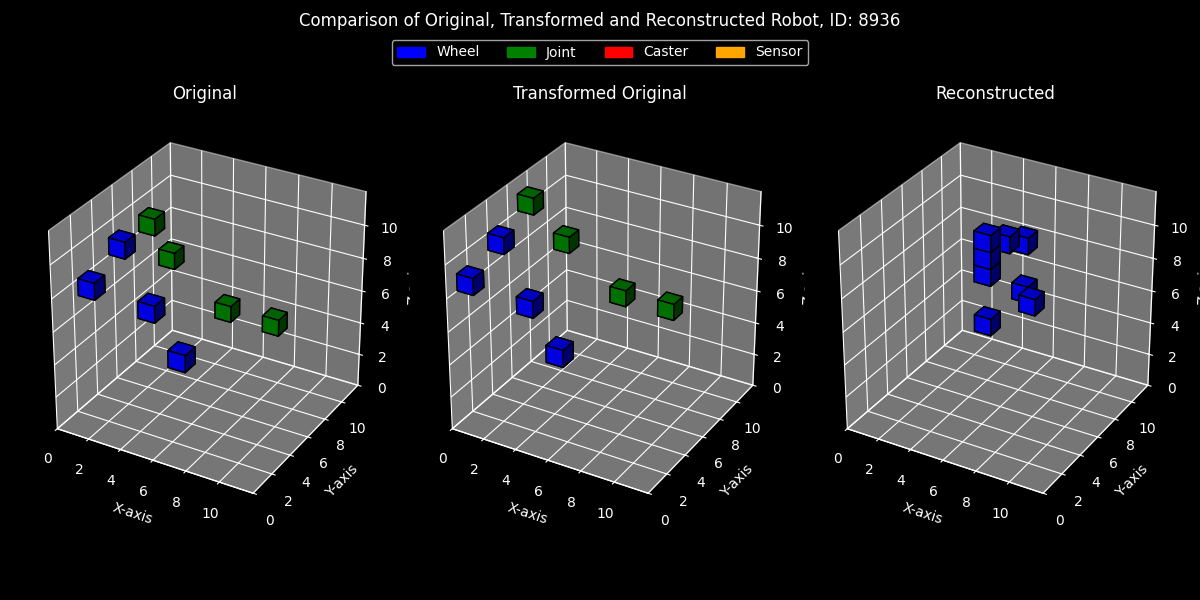 Comparison of Original, Transformed and Reconstructed Robot, ID: 8936
Wheel Joint Caster Sensor
Original
Transformed Original
Reconstructed
0 2 4 6 8 10
X-axis
0 2 4 6 8 10
Y-axis
0 2 4 6 8 10
0 2 4 6 8 10
X-axis
0 2 4 6 8 10
Y-axis
0 2 4 6 8 10
0 2 4 6 8 10
X-axis
0 2 4 6 8 10
Y-axis
0 2 4 6 8 10